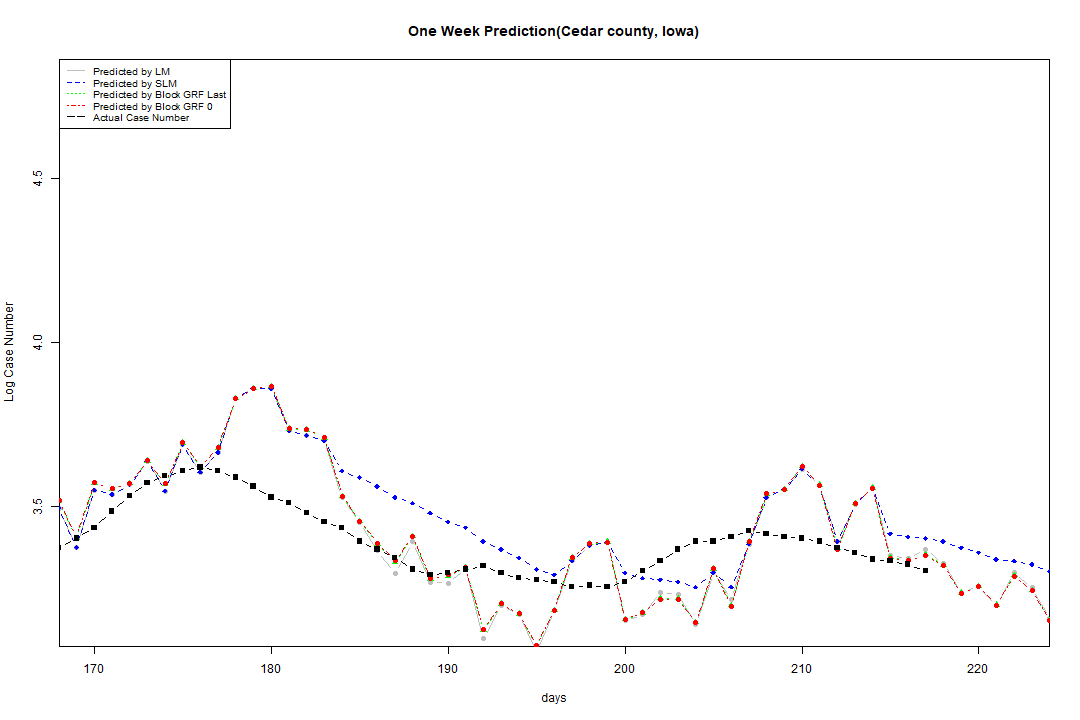 One Week Prediction(Cedar county, Iowa)
Predicted by LM
Predicted by SLM
Predicted by Block GRF Last
Predicted by Block GRF 0
Actual Case Number
4.5
4.0
3.5
Log Case Number
170 180 190 200 210 220
days